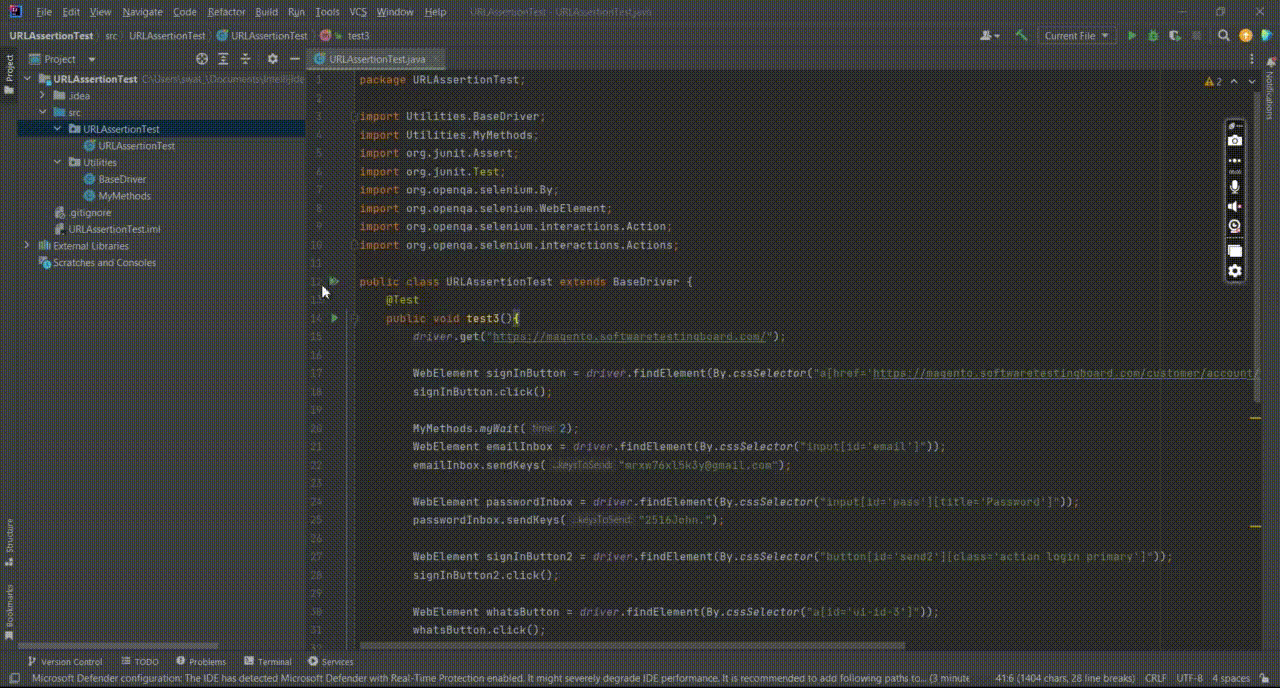 File Edit View Navigate Code Refactor Build Run Tools VCS Window Help URLAssertionTest - URLAssertionTest.java
URLAssertionTest src URLAssertionTest URLAssertionTest test3 Current File
Project
Project
URLAssertionTest.java
Notifications
URLAssertionTest
.idea
src
URLAssertionTest
URLAssertionTest
Utilities
BaseDriver
MyMethods
.gitignore
URLAssertionTest.iml
External Libraries
Scratches and Consoles
2
1 package URLAssertionTest;
2
3 import Utilities.BaseDriver;
4 import Utilities.MyMethods;
5 import org.junit.Assert;
6 import org.junit.Test;
7 import org.openqa.selenium.By;
8 import org.openqa.selenium.WebElement;
9 import org.openqa.selenium.interactions.Action;
10 import org.openqa.selenium.interactions.Actions;
11
12 public class URLAssertionTest extends BaseDriver {
13 @Test
14 public void test3(){
15 driver.get("https://magento.softwaretestingboard.com/");
16
17 WebElement signInButton = driver.findElement(By.cssSelector("a[href='https://magento.softwaretestingboard.com/customer/account/
18 signInButton.click();
19
20 MyMethods.myWait( time: 2);
21 WebElement emailInbox = driver.findElement(By.cssSelector("input[id='email']"));
22 emailInbox.sendKeys( ...keysToSend: "mrxw76xl5k3y@gmail.com");
23
24 WebElement passwordInbox = driver.findElement(By.cssSelector("input[id='pass'][title='Password']"));
25 passwordInbox.sendKeys( ...keysToSend: "2516John.");
26
27 WebElement signInButton2 = driver.findElement(By.cssSelector("button[id='send2'][class='action login primary']"));
28 signInButton2.click();
29
30 WebElement whatsButton = driver.findElement(By.cssSelector("a[id='ui-id-3']"));
31 whatsButton.click();
Structure
Bookmarks
Version Control TODO Problems Terminal Services
Microsoft Defender configuration: The IDE has detected Microsoft Defender with Real-Time Protection enabled. It might severely degrade IDE performance. It is recommended to add following paths to... (3 minute 41:6 (1404 chars, 28 line breaks) CRLF UTF-8 4 spaces